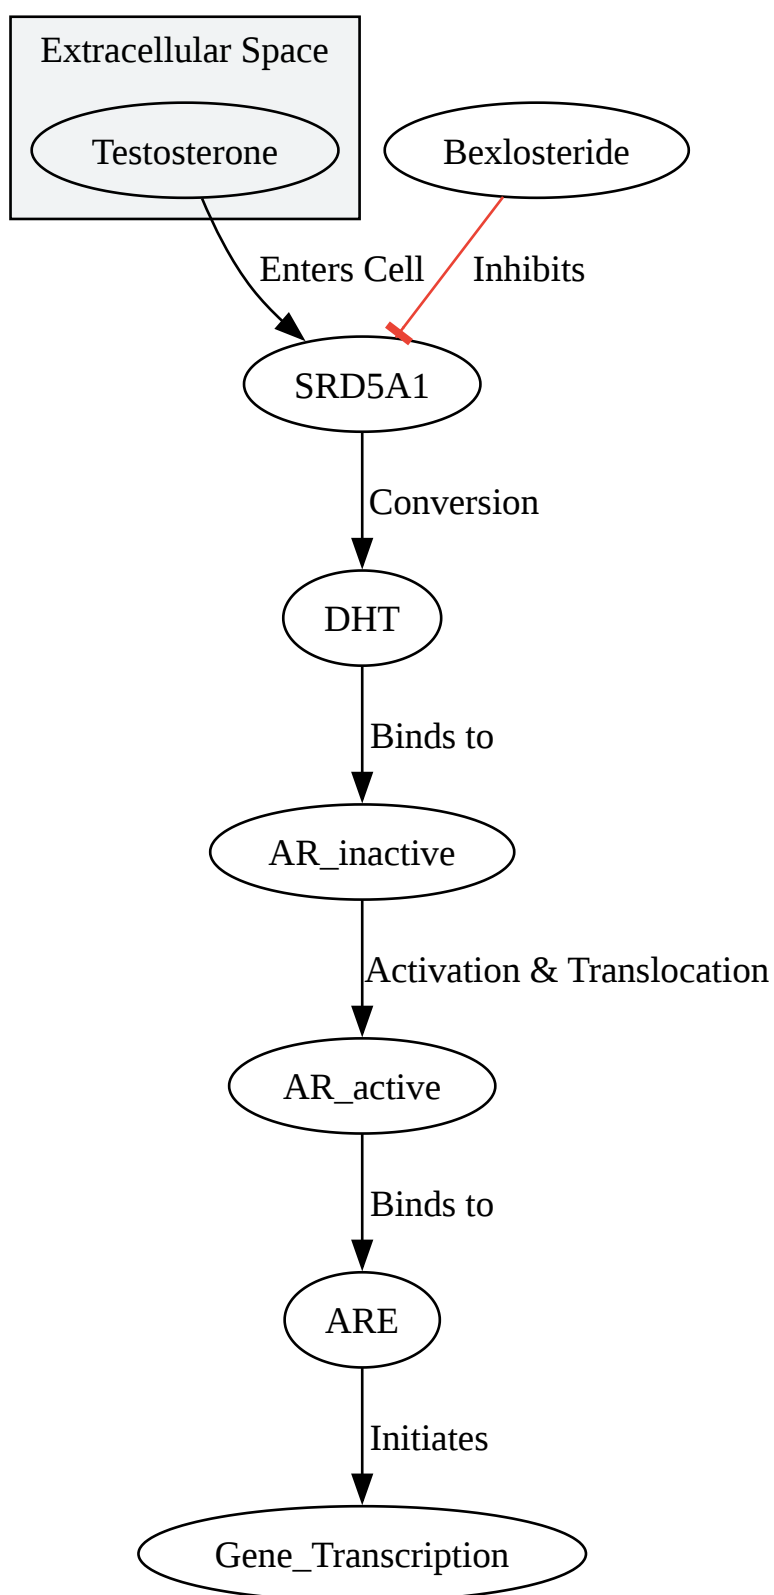 Extracellular Space
Testosterone
Bexlosteride
Enters Cell
Inhibits
SRD5A1
Conversion
DHT
Binds to
AR_inactive
Activation & Translocation
AR_active
Binds to
ARE
Initiates
Gene_Transcription